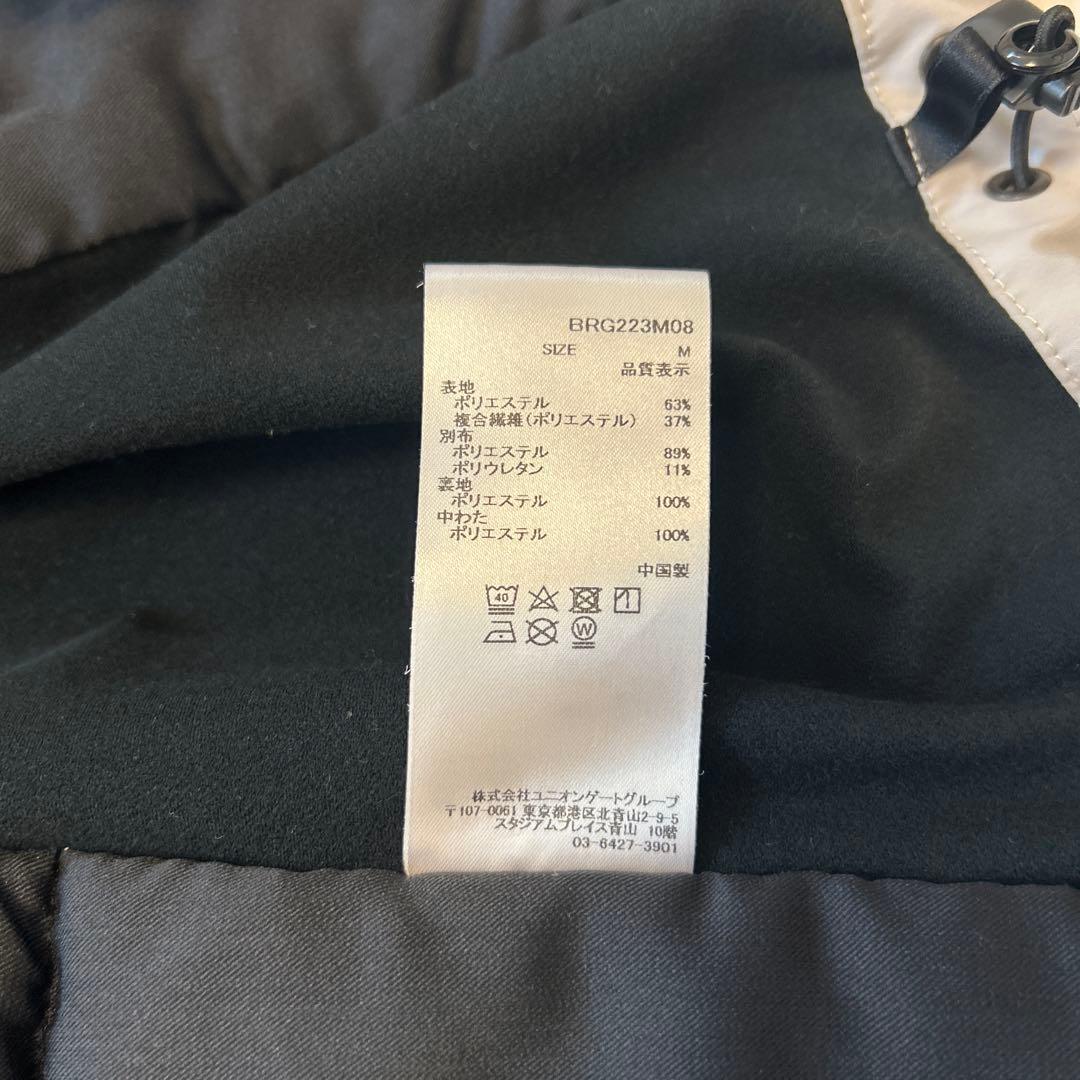 BRG223M08
SIZE M
品質表示
表地
ポリエステル 63%
複合繊維(ポリエステル) 37%
別布
ポリエステル 89%
ポリウレタン 11%
裏地
ポリエステル 100%
中わた
ポリエステル 100%
中国製
40
W
株式会社ユニオンゲートグループ
〒107-0061 東京都港区北青山2-9-5
スタジアムプレイス青山 10階
03-6427-3901